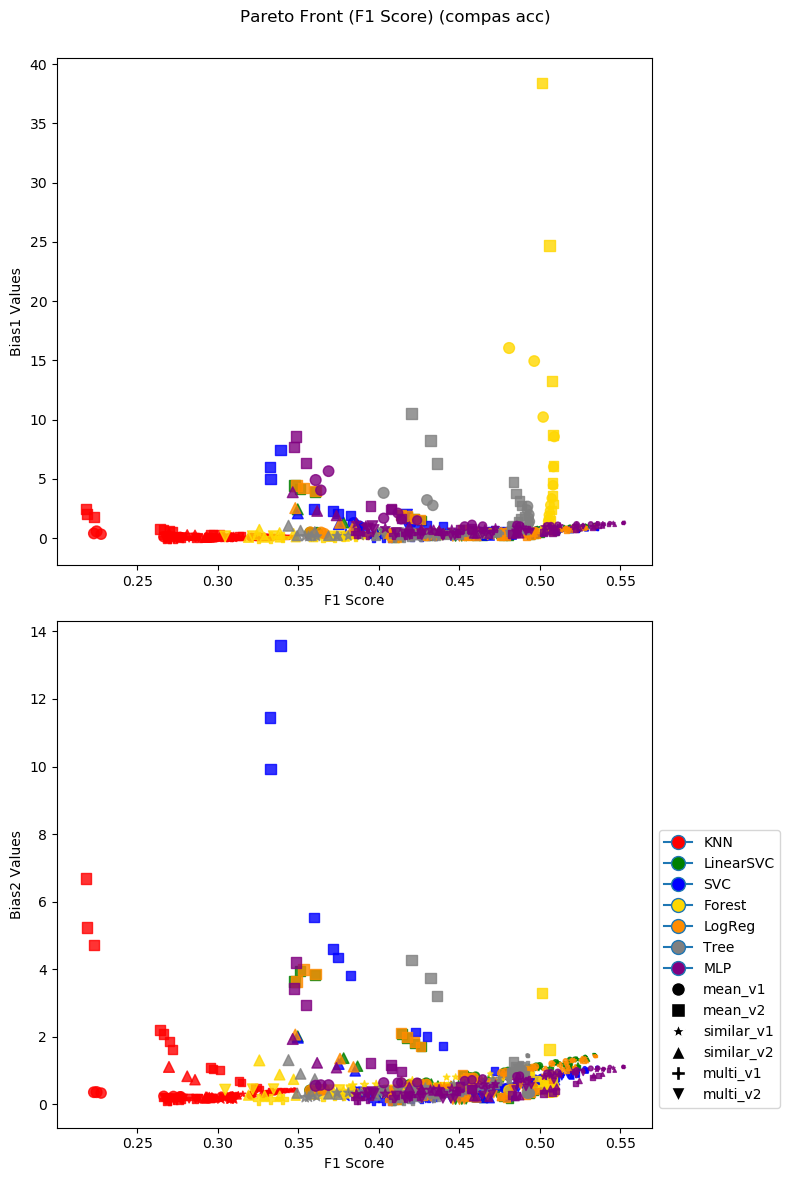 Pareto Front (F1 Score) (compas acc)
40
35
30
25
20
15
10
5
0
Bias1 Values
0.25 0.30 0.35 0.40 0.45 0.50 0.55
F1 Score
14
12
10
8
6
4
2
0
Bias2 Values
0.25 0.30 0.35 0.40 0.45 0.50 0.55
F1 Score
KNN
LinearSVC
SVC
Forest
LogReg
Tree
MLP
mean_v1
mean_v2
similar_v1
similar_v2
multi_v1
multi_v2